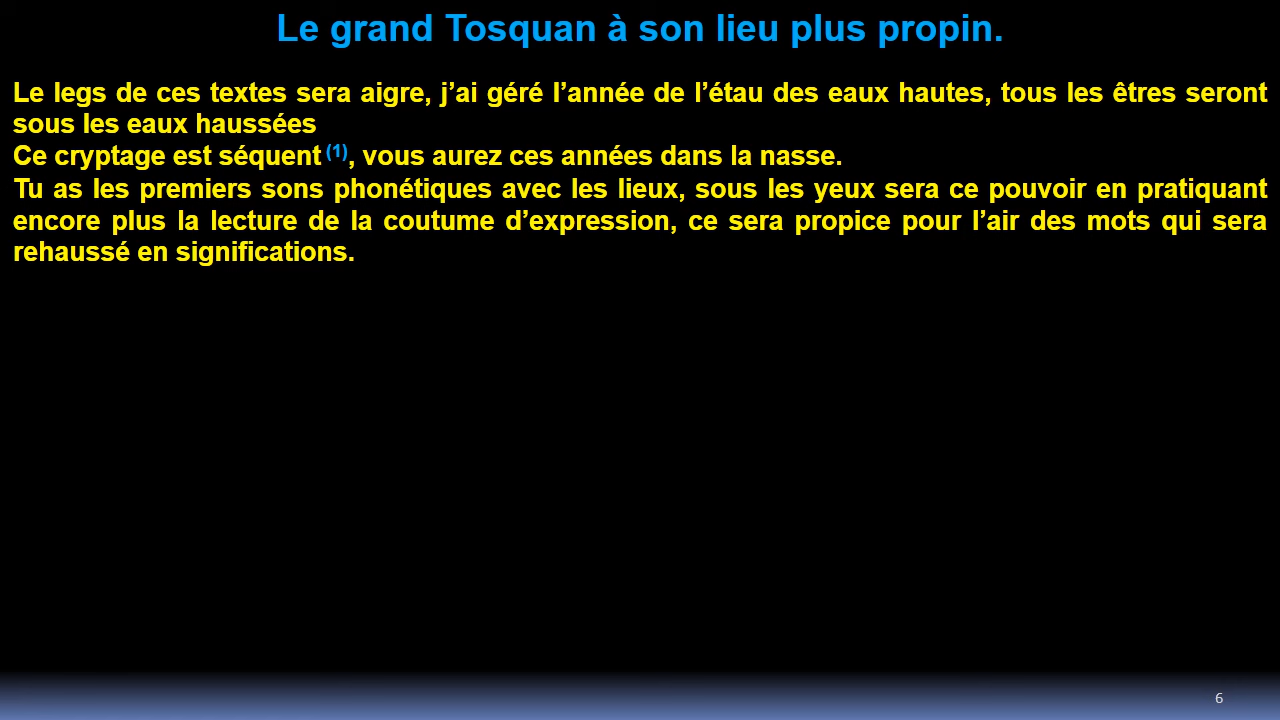 Le grand Tosquan à son lieu plus propin.
Le legs de ces textes sera aigre, j’ai géré l’année de l’étau des eaux hautes, tous les êtres seront
sous les eaux haussées
Ce cryptage est séquent (1), vous aurez ces années dans la nasse.
Tu as les premiers sons phonétiques avec les lieux, sous les yeux sera ce pouvoir en pratiquant
encore plus la lecture de la coutume d’expression, ce sera propice pour l’air des mots qui sera
rehaussé en significations.
6